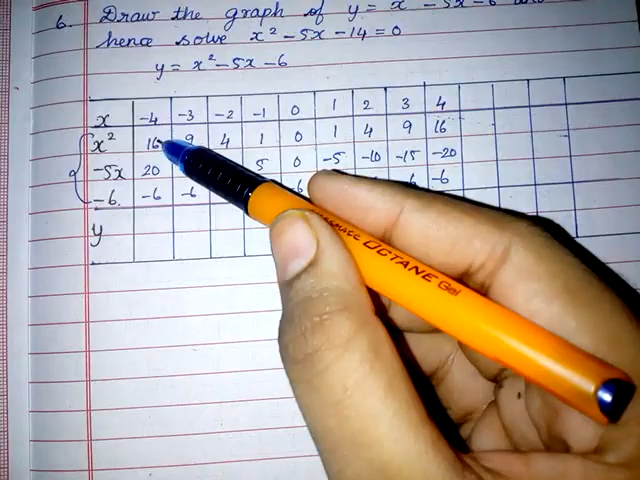 6. Draw the graph of y = x - 5x - 6
hence solve x² - 5x - 14 = 0
y = x² - 5x - 6
x -4 -3 -2 -1 0 1 2 3 4
x² 16 9 4 1 0 1 4 9 16
-5x 20 5 0 -5 -10 -15 -20
-6. -6 -6 6 6 -6
y
OCTANE Gel